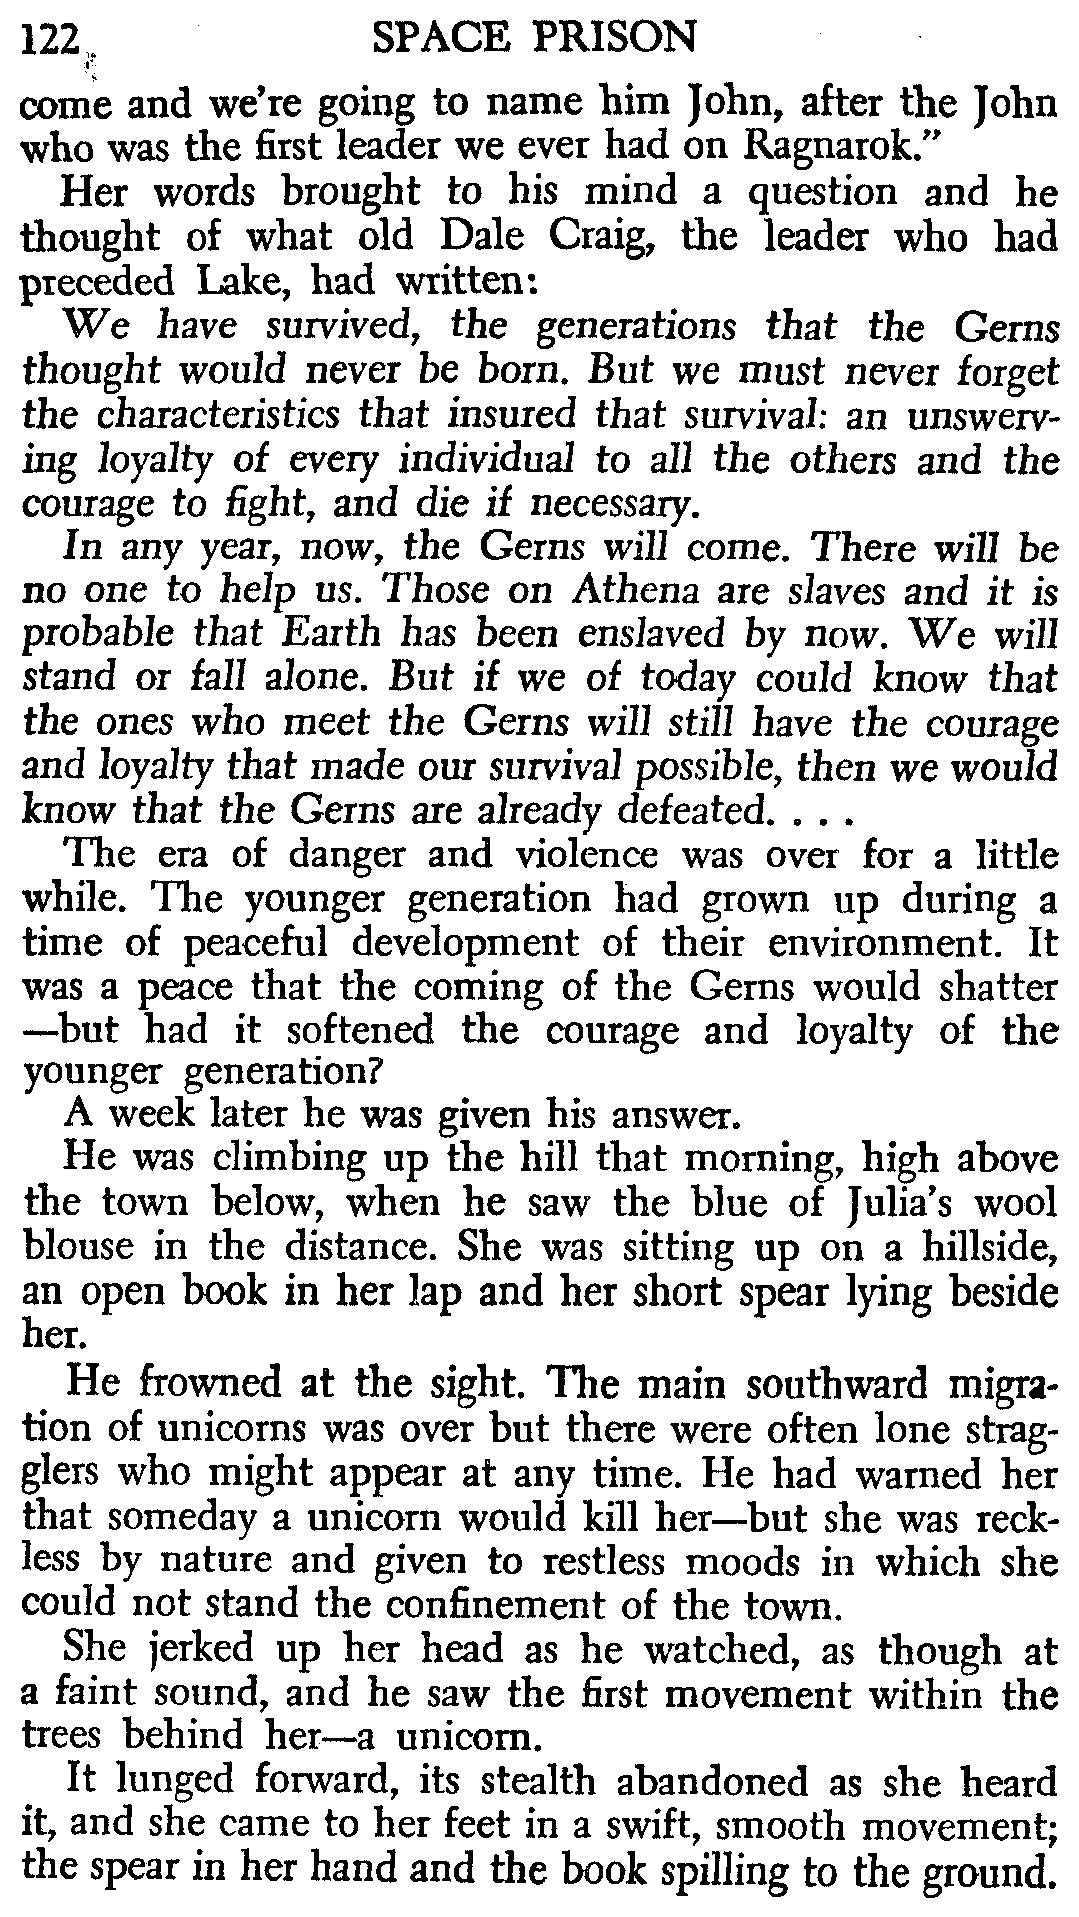 122 SPACE PRISON
come and we're going to name him John, after the John
who was the first leader we ever had on Ragnarok."
Her words brought to his mind a question and he
thought of what old Dale Craig, the leader who had
preceded Lake, had written:
We have survived, the generations that the Gerns
thought would never be born. But we must never forget
the characteristics that insured that survival: an unswerv-
ing loyalty of every individual to all the others and the
courage to fight, and die if necessary.
In any year, now, the Gerns will come. There will be
no one to help us. Those on Athena are slaves and it is
probable that Earth has been enslaved by now. We will
stand or fall alone. But if we of today could know that
the ones who meet the Gerns will still have the courage
and loyalty that made our survival possible, then we would
know that the Gerns are already defeated. . . .
The era of danger and violence was over for a little
while. The younger generation had grown up during a
time of peaceful development of their environment. It
was a peace that the coming of the Gerns would shatter
—but had it softened the courage and loyalty of the
younger generation?
A week later he was given his answer.
He was climbing up the hill that morning, high above
the town below, when he saw the blue of Julia's wool
blouse in the distance. She was sitting up on a hillside,
an open book in her lap and her short spear lying beside
her.
He frowned at the sight. The main southward migra-
tion of unicorns was over but there were often lone strag-
glers who might appear at any time. He had warned her
that someday a unicorn would kill her—but she was reck-
less by nature and given to restless moods in which she
could not stand the confinement of the town.
She jerked up her head as he watched, as though at
a faint sound, and he saw the first movement within the
trees behind her—a unicorn.
It lunged forward, its stealth abandoned as she heard
it, and she came to her feet in a swift, smooth movement;
the spear in her hand and the book spilling to the ground.